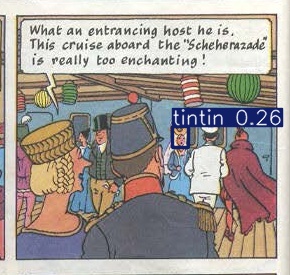 What an entrancing host he is.
This cruise aboard the "Scheherazade"
is really too enchanting!
tintin 0.26